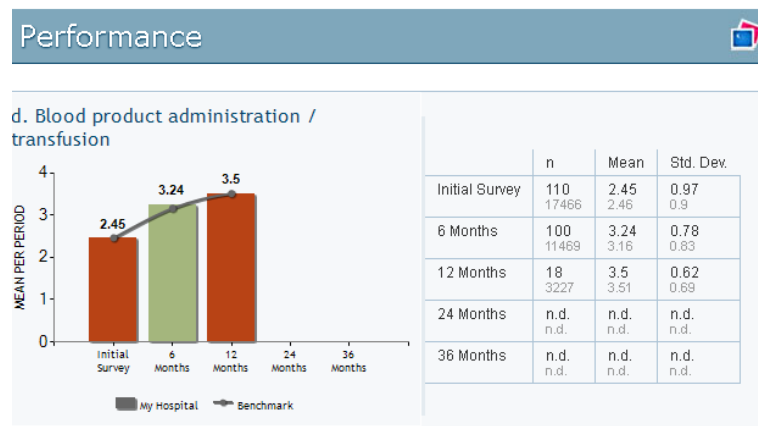 Performance
d. Blood product administration /
transfusion
4
3
2
1
0
MEAN PER PERIOD
2.45
3.24
3.5
Initial Survey
6 Months
12 Months
24 Months
36 Months
My Hospital
Benchmark
n Mean Std. Dev.
Initial Survey 110 2.45 0.97
17466 2.46 0.9
6 Months 100 3.24 0.78
11469 3.16 0.83
12 Months 18 3.5 0.62
3227 3.51 0.69
24 Months n.d. n.d. n.d.
n.d. n.d. n.d.
36 Months n.d. n.d. n.d.
n.d. n.d. n.d.